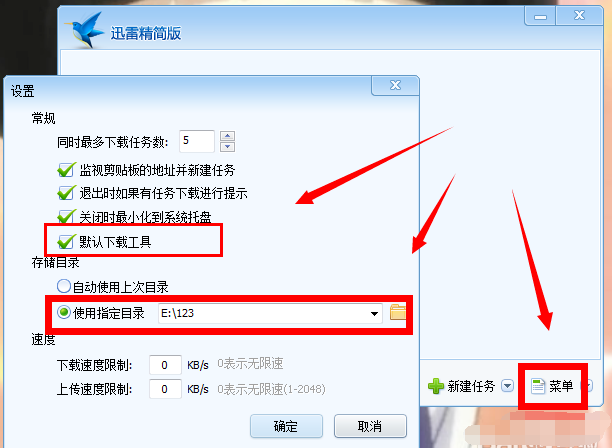 迅雷精简版
设置
常规
同时最多下载任务数: 5
监视剪贴板的地址并新建任务
退出时如果有任务下载进行提示
关闭时最小化到系统托盘
默认下载工具
存储目录
自动使用上次目录
使用指定目录 E:\123
速度
下载速度限制: 0 KB/s 0表示无限速
上传速度限制: 0 KB/s 0表示无限速(1-2048)
新建任务 菜单
确定 取消